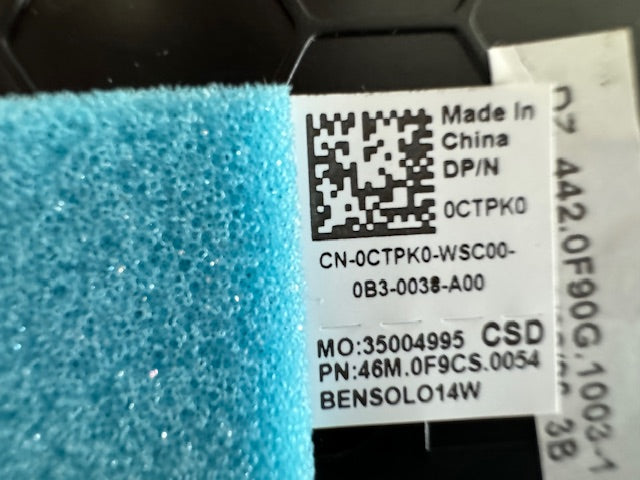 Made In
China
DP/N
0CTPK0
CN-0CTPK0-WSC00-
0B3-0038-A00
MO:35004995 CSD
PN:46M.0F9CS.0054
BENSOLO14W
442.0F90G.1003-1
3B